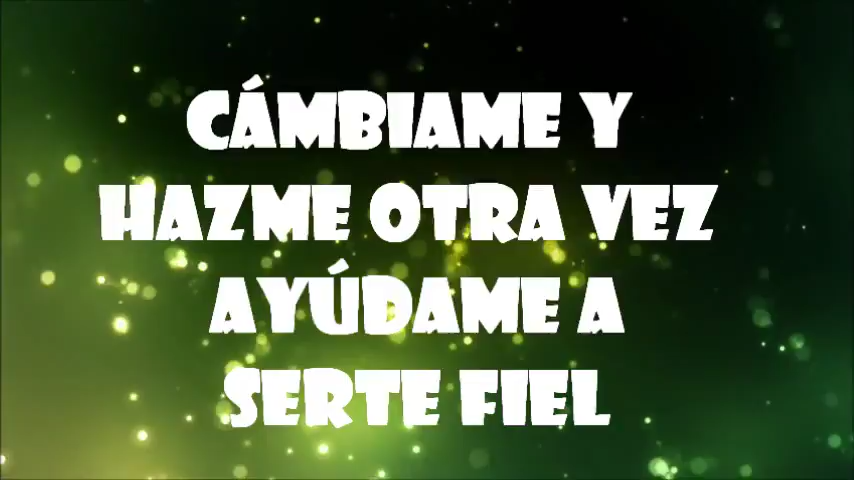 CÁMBIAME Y
HAZME OTRA VEZ
AYÚDAME A
SERTE FIEL